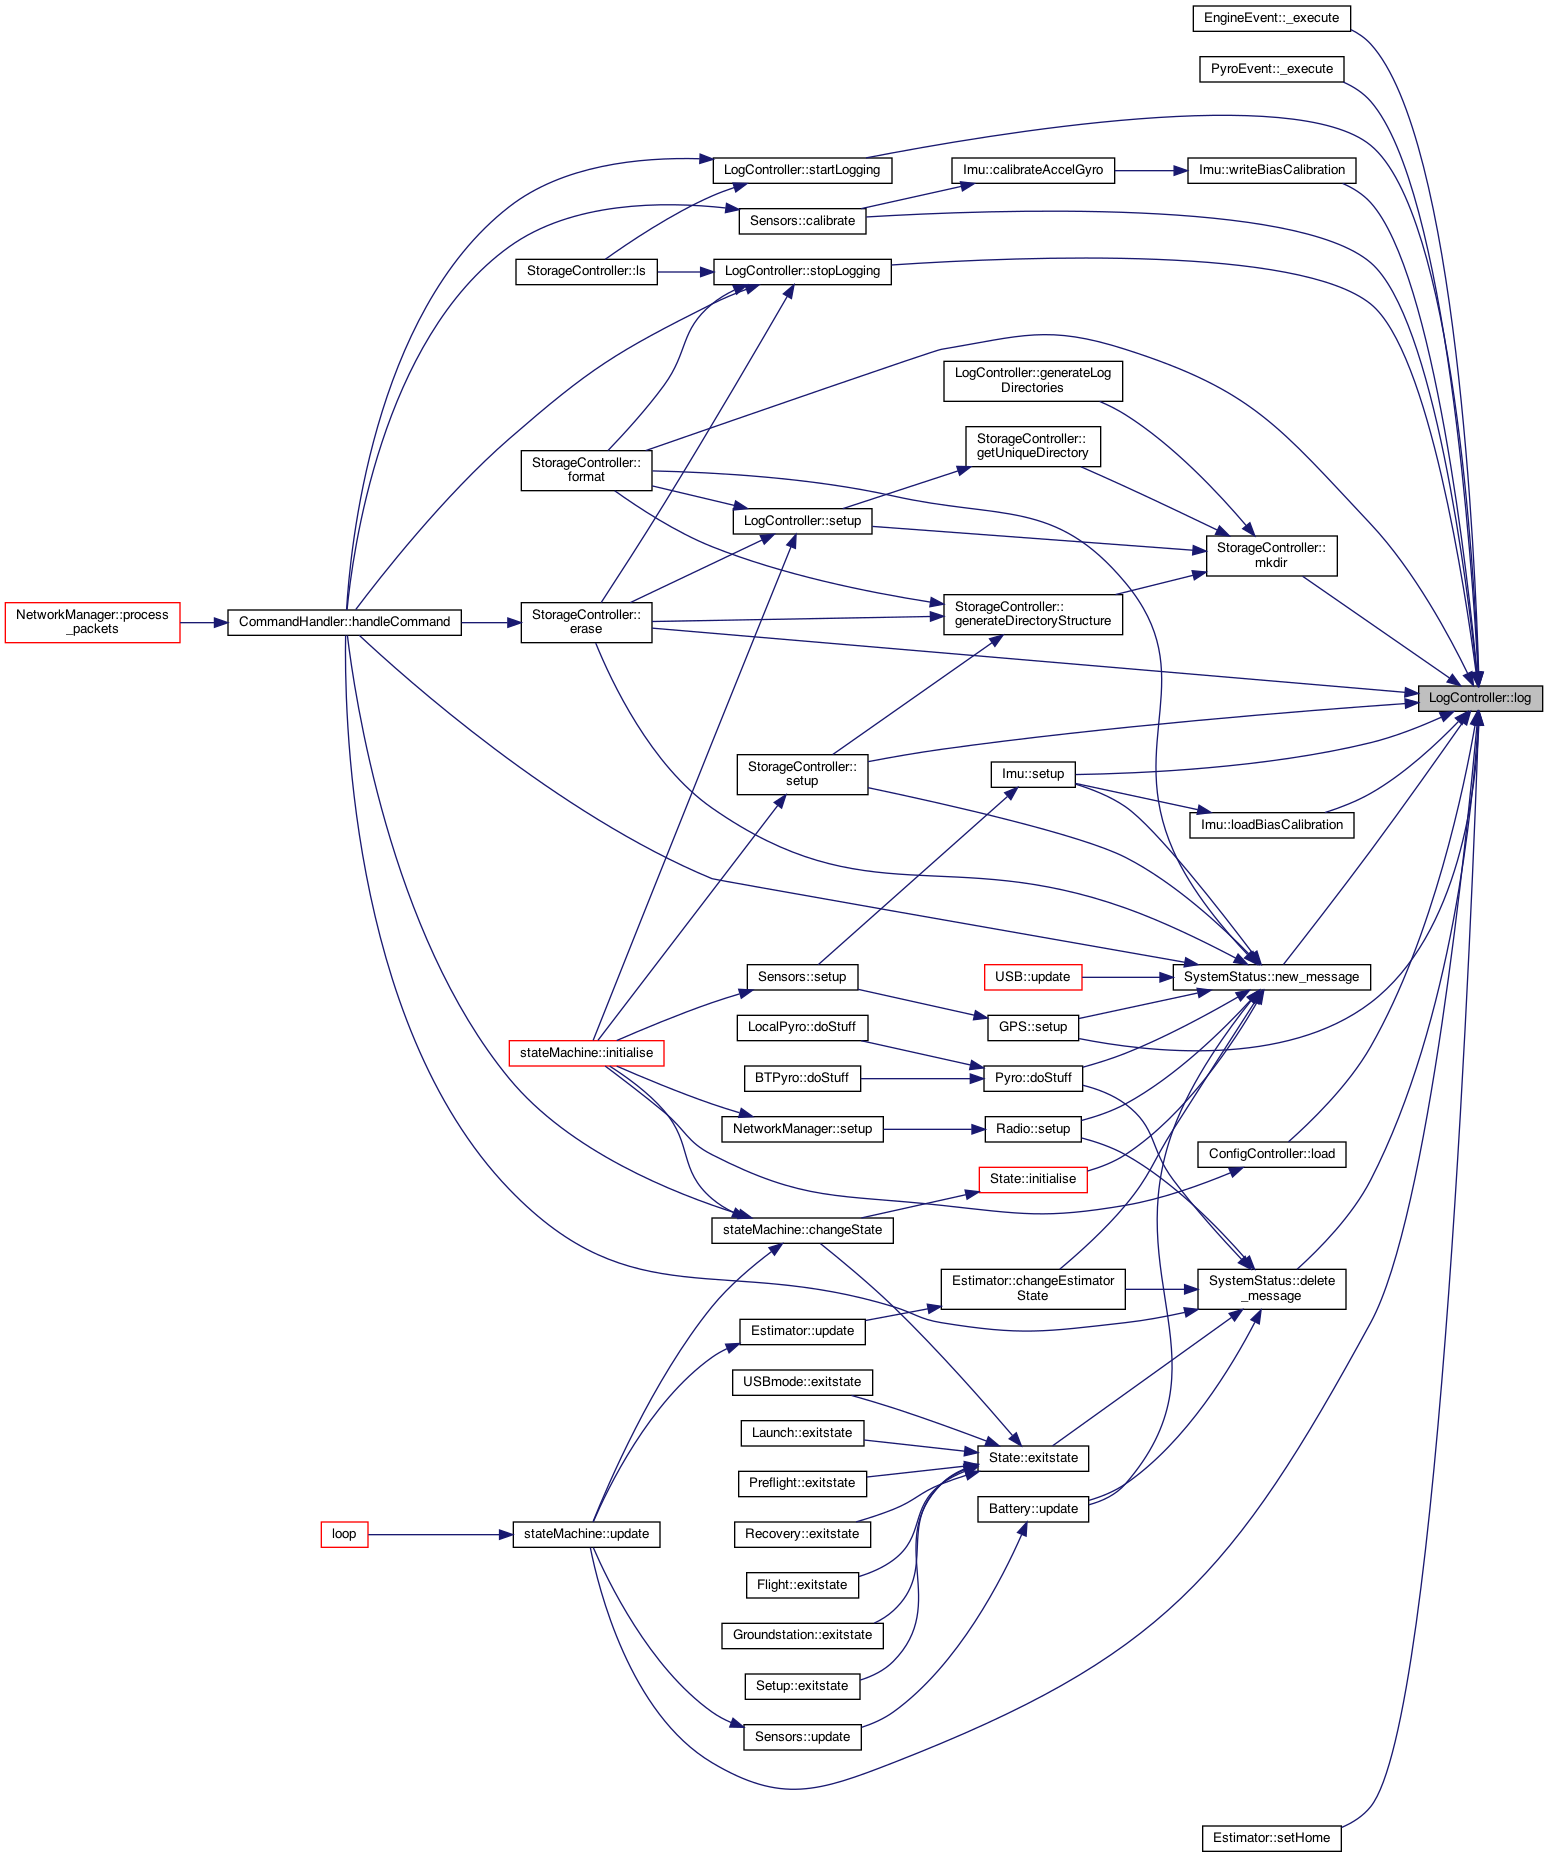 EngineEvent::_execute
PyroEvent::_execute
LogController::startLogging
Imu::calibrateAccelGyro
Imu::writeBiasCalibration
Sensors::calibrate
StorageController::ls
LogController::stopLogging
LogController::generateLog
Directories
StorageController::
getUniqueDirectory
StorageController::
format
LogController::setup
StorageController::
mkdir
NetworkManager::process
_packets
CommandHandler::handleCommand
StorageController::
erase
StorageController::
generateDirectoryStructure
LogController::log
StorageController::
setup
Imu::setup
Imu::loadBiasCalibration
Sensors::setup
USB::update
SystemStatus::new_message
LocalPyro::doStuff
GPS::setup
stateMachine::initialise
BTPyro::doStuff
Pyro::doStuff
NetworkManager::setup
Radio::setup
ConfigController::load
State::initialise
stateMachine::changeState
Estimator::changeEstimator
State
SystemStatus::delete
_message
Estimator::update
USBmode::exitstate
Launch::exitstate
State::exitstate
Preflight::exitstate
Battery::update
loop
stateMachine::update
Recovery::exitstate
Flight::exitstate
Groundstation::exitstate
Setup::exitstate
Sensors::update
Estimator::setHome